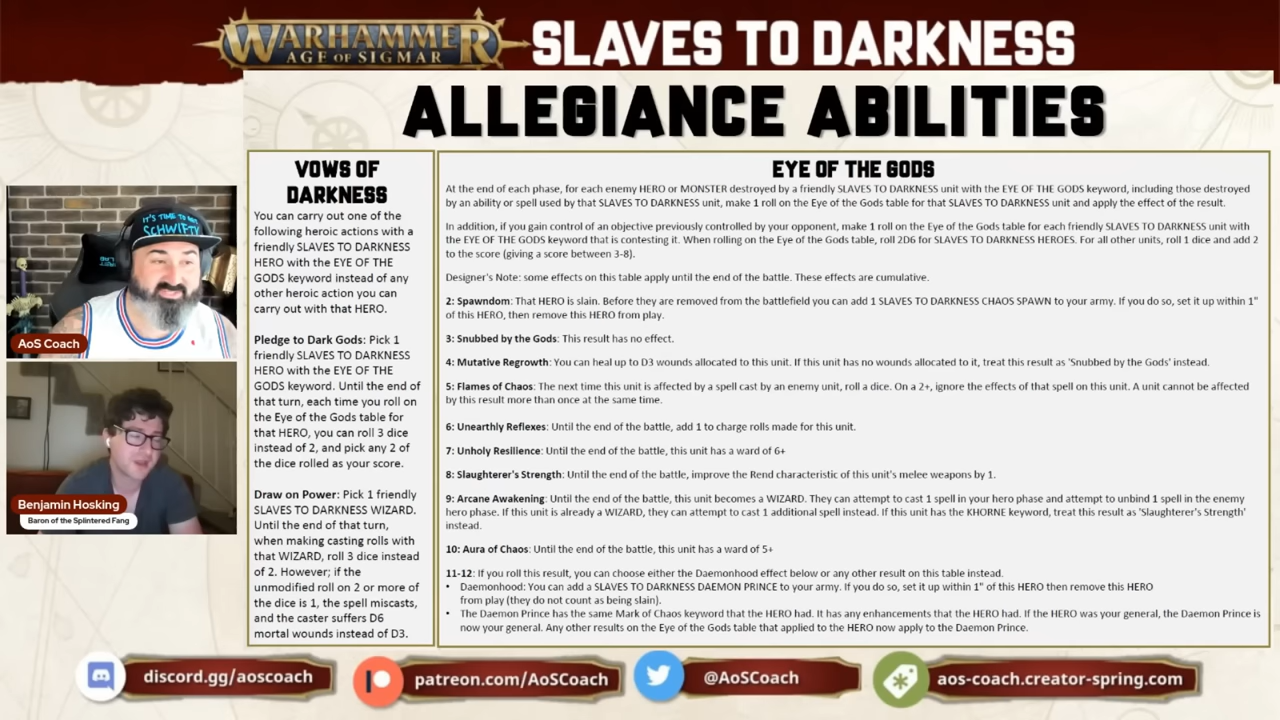 WARHAMMER
AGE OF SIGMAR
SLAVES TO DARKNESS
ALLEGIANCE ABILITIES
VOWS OF
DARKNESS
You can carry out one of the
following heroic actions with a
friendly SLAVES TO DARKNESS
HERO with the EYE OF THE
GODS keyword instead of any
other heroic action you can
carry out with that HERO.
Pledge to Dark Gods: Pick 1
friendly SLAVES TO DARKNESS
HERO with the EYE OF THE
GODS keyword. Until the end of
that turn, each time you roll on
the Eye of the Gods table for
that HERO, you can roll 3 dice
instead of 2, and pick any 2 of
the dice rolled as your score.
Draw on Power: Pick 1 friendly
SLAVES TO DARKNESS WIZARD.
Until the end of that turn,
when making casting rolls with
that WIZARD, roll 3 dice instead
of 2. However; if the
unmodified roll on 2 or more of
the dice is 1, the spell miscasts,
and the caster suffers D6
mortal wounds instead of D3.
EYE OF THE GODS
At the end of each phase, for each enemy HERO or MONSTER destroyed by a friendly SLAVES TO DARKNESS unit with the EYE OF THE GODS keyword, including those destroyed
by an ability or spell used by that SLAVES TO DARKNESS unit, make 1 roll on the Eye of the Gods table for that SLAVES TO DARKNESS unit and apply the effect of the result.
In addition, if you gain control of an objective previously controlled by your opponent, make 1 roll on the Eye of the Gods table for each friendly SLAVES TO DARKNESS unit with
the EYE OF THE GODS keyword that is contesting it. When rolling on the Eye of the Gods table, roll 2D6 for SLAVES TO DARKNESS HEROES. For all other units, roll 1 dice and add 2
to the score (giving a score between 3-8).
Designer's Note: some effects on this table apply until the end of the battle. These effects are cumulative.
2: Spawndom: That HERO is slain. Before they are removed from the battlefield you can add 1 SLAVES TO DARKNESS CHAOS SPAWN to your army. If you do so, set it up within 1"
of this HERO, then remove this HERO from play.
3: Snubbed by the Gods: This result has no effect.
4: Mutative Regrowth: You can heal up to D3 wounds allocated to this unit. If this unit has no wounds allocated to it, treat this result as 'Snubbed by the Gods' instead.
5: Flames of Chaos: The next time this unit is affected by a spell cast by an enemy unit, roll a dice. On a 2+, ignore the effects of that spell on this unit. A unit cannot be affected
by this result more than once at the same time.
6: Unearthly Reflexes: Until the end of the battle, add 1 to charge rolls made for this unit.
7: Unholy Resilience: Until the end of the battle, this unit has a ward of 6+
8: Slaughterer's Strength: Until the end of the battle, improve the Rend characteristic of this unit's melee weapons by 1.
9: Arcane Awakening: Until the end of the battle, this unit becomes a WIZARD. They can attempt to cast 1 spell in your hero phase and attempt to unbind 1 spell in the enemy
hero phase. If this unit is already a WIZARD, they can attempt to cast 1 additional spell instead. If this unit has the KHORNE keyword, treat this result as 'Slaughterer's Strength'
instead.
10: Aura of Chaos: Until the end of the battle, this unit has a ward of 5+
11-12: If you roll this result, you can choose either the Daemonhood effect below or any other result on this table instead.
• Daemonhood: You can add a SLAVES TO DARKNESS DAEMON PRINCE to your army. If you do so, set it up within 1" of this HERO then remove this HERO
from play (they do not count as being slain).
• The Daemon Prince has the same Mark of Chaos keyword that the HERO had. It has any enhancements that the HERO had. If the HERO was your general, the Daemon Prince is
now your general. Any other results on the Eye of the Gods table that applied to the HERO now apply to the Daemon Prince.
IT'S TIME TO GET
SCHWIFTY
AoS Coach
Benjamin Hosking
Baron of the Splintered Fang
discord.gg/aoscoach
patreon.com/AoSCoach
@AoSCoach
aos-coach.creator-spring.com